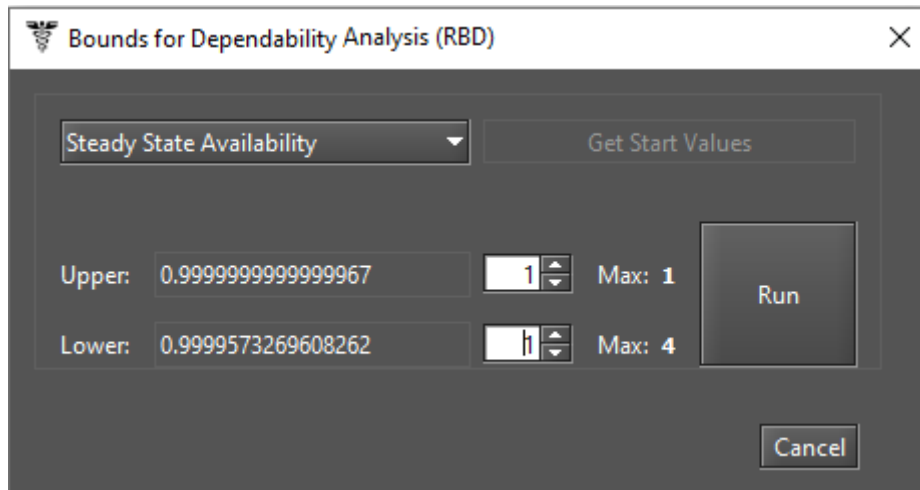 Bounds for Dependability Analysis (RBD)
Steady State Availability Get Start Values
Upper: 0.9999999999999967 1 Max: 1
Run
Lower: 0.9999573269608262 1 Max: 4
Cancel